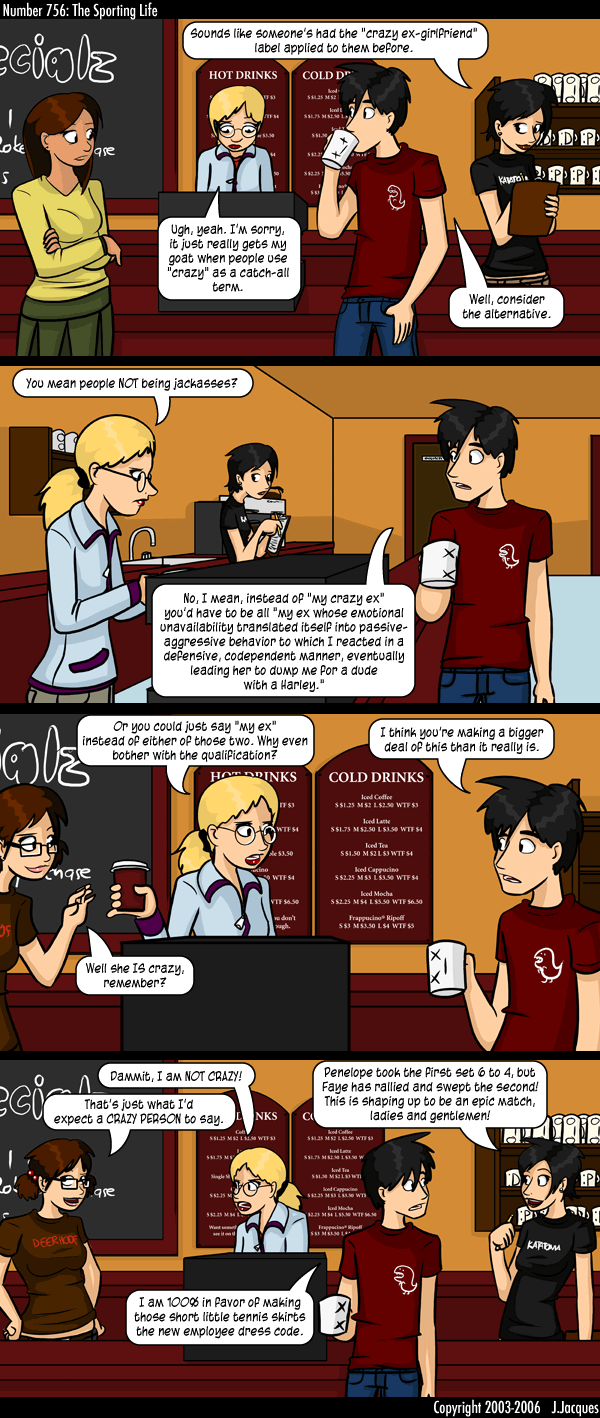 Number 756: The Sporting Life
Sounds like someone's had the "crazy ex-girlfriend"
label applied to them before.
HOT DRINKS
COLD
Ugh, yeah. I'm sorry,
it just really gets my
goat when people use
"crazy" as a catch-all
term.
Well, consider
the alternative.
You mean people NOT being jackasses?
No, I mean, instead of "my crazy ex"
you'd have to be all "my ex whose emotional
unavailability translated itself into passive-
aggressive behavior to which I reacted in a
defensive, codependent manner, eventually
leading her to dump me for a dude
with a Harley."
Or you could just say "my ex"
instead of either of those two. Why even
bother with the qualification?
I think you're making a bigger
deal of this than it really is.
HOT DRINKS
COLD DRINKS
Iced Coffee
S $1.25 M $2 L $2.50 WTF $3
Iced Latte
S $1.75 M $2.50 L $3.50 WTF $4
Iced Tea
S $1.50 M $2 L $3 WTF $4
Iced Cappucino
S $2.25 M $3 L $3.50 WTF $4
Iced Mocha
S $2.25 M $4 L $3.50 WTF $6.50
Frappucino® Ripoff
S $3 M $3.50 L $4 WTF $5
Well she IS crazy,
remember?
Dammit, I am NOT CRAZY!
That's just what I'd
expect a CRAZY PERSON to say.
Penelope took the first set 6 to 4, but
Faye has rallied and swept the second!
This is shaping up to be an epic match,
ladies and gentlemen!
DEERHOOF
KATATONIA
I am 100% in favor of making
those short little tennis skirts
the new employee dress code.
Copyright 2003-2006 J.Jacques